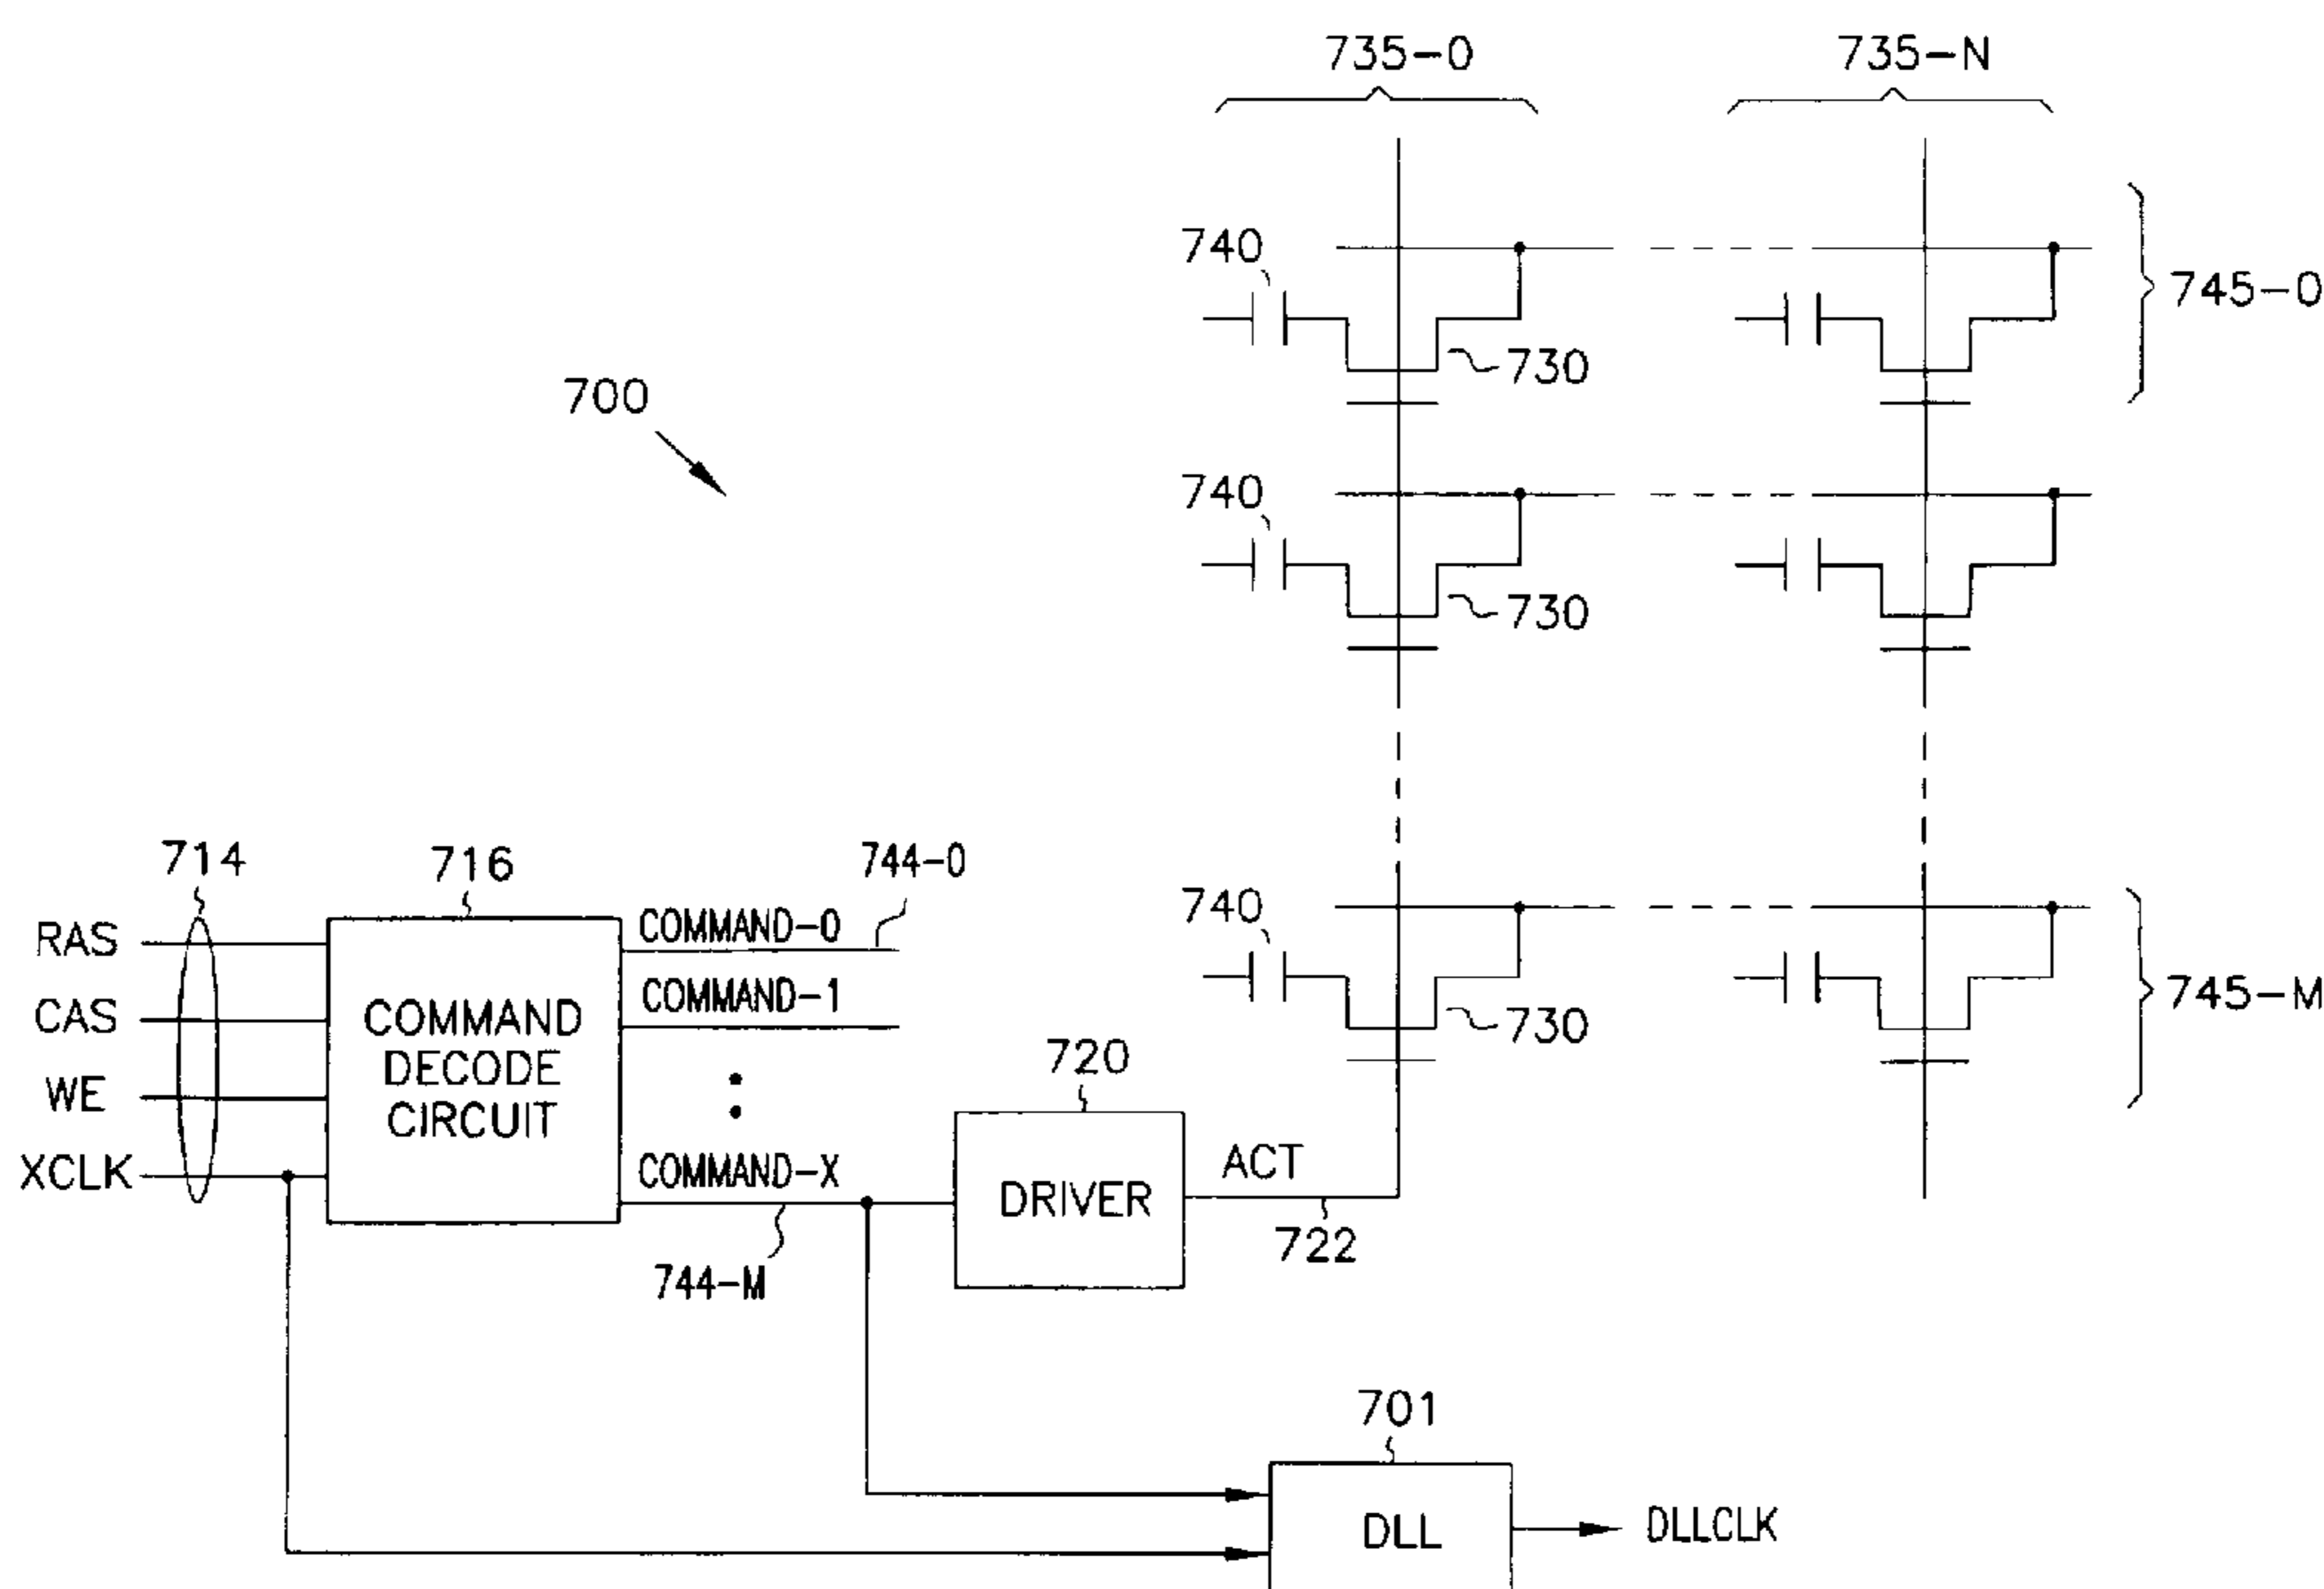 735-0
735-N
740
745-0
730
700
740
730
714
716
744-0
740
RAS
COMMAND-0
CAS
COMMAND
DECODE
CIRCUIT
COMMAND-1
745-M
730
720
WE
XCLK
COMMAND-X
DRIVER
ACT
722
744-M
701
DLL
DLLCLK